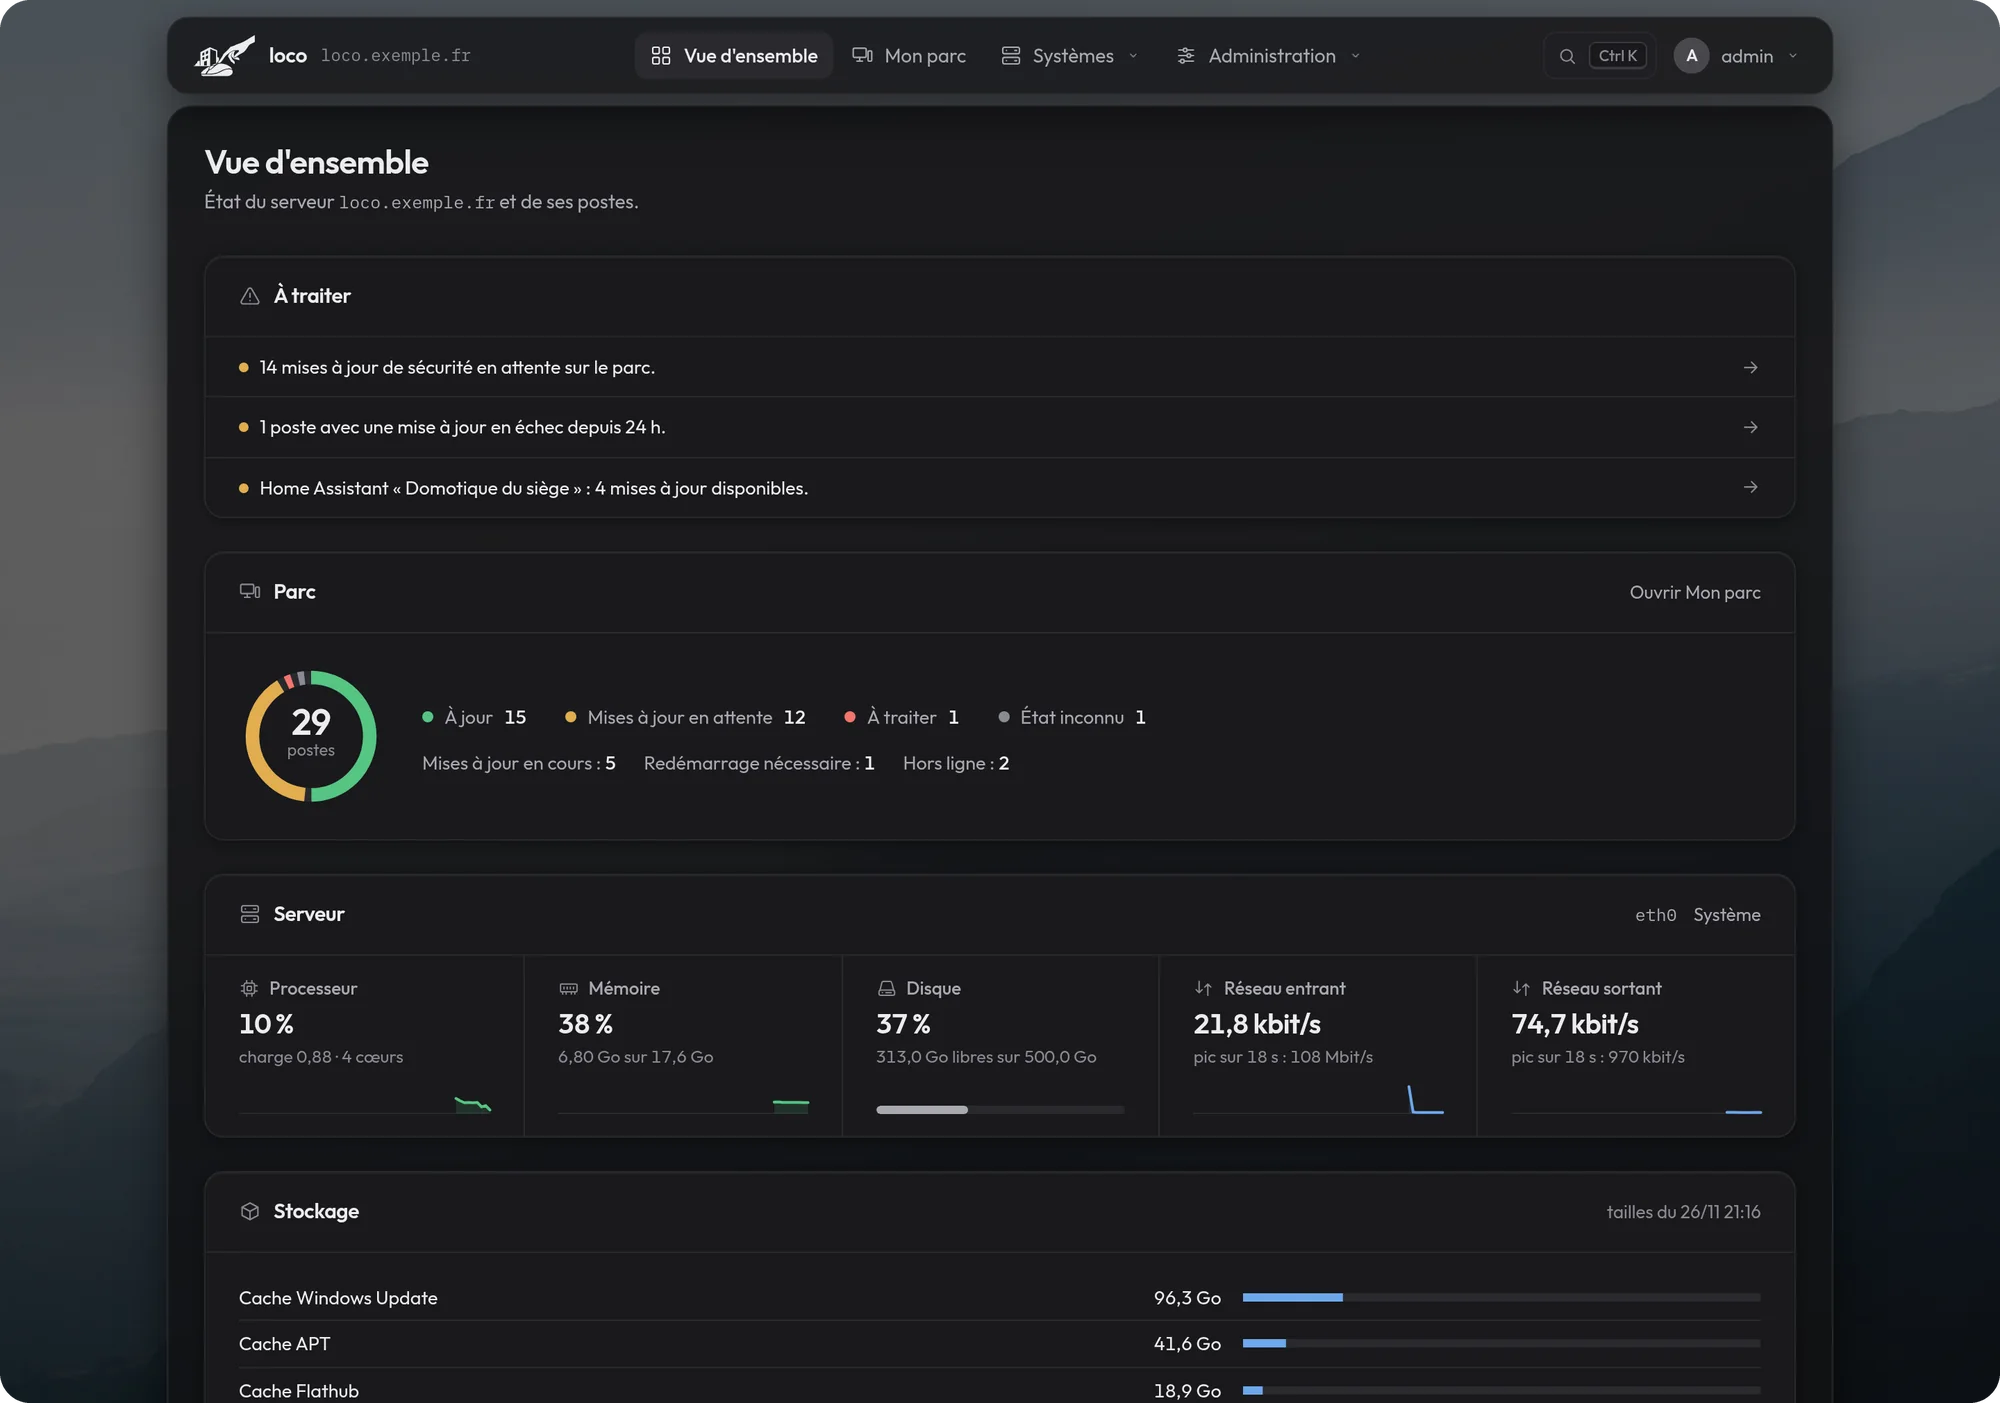 loco loco.exemple.fr Vue d'ensemble Mon parc Systèmes Administration Ctrl K A admin
Vue d'ensemble
État du serveur loco.exemple.fr et de ses postes.
À traiter
14 mises à jour de sécurité en attente sur le parc.
1 poste avec une mise à jour en échec depuis 24 h.
Home Assistant « Domotique du siège » : 4 mises à jour disponibles.
Parc Ouvrir Mon parc
29
postes
À jour 15 Mises à jour en attente 12 À traiter 1 État inconnu 1
Mises à jour en cours : 5 Redémarrage nécessaire : 1 Hors ligne : 2
Serveur eth0 Système
Processeur
10 %
charge 0,88 · 4 cœurs
Mémoire
38 %
6,80 Go sur 17,6 Go
Disque
37 %
313,0 Go libres sur 500,0 Go
Réseau entrant
21,8 kbit/s
pic sur 18 s : 108 Mbit/s
Réseau sortant
74,7 kbit/s
pic sur 18 s : 970 kbit/s
Stockage tailles du 26/11 21:16
Cache Windows Update 96,3 Go
Cache APT 41,6 Go
Cache Flathub 18,9 Go